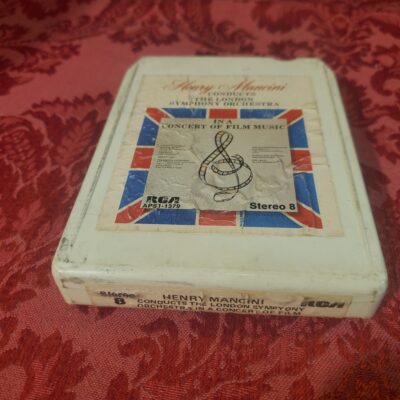 Henry Mancini
CONDUCTS
THE LONDON
SYMPHONY ORCHESTRA
IN A
CONCERT OF FILM MUSIC
RCA
APS1-1379
Stereo 8
Stereo
8
HENRY MANCINI
CONDUCTS THE LONDON SYMPHONY
ORCHESTRA IN A CONCERT OF FILM
RCA